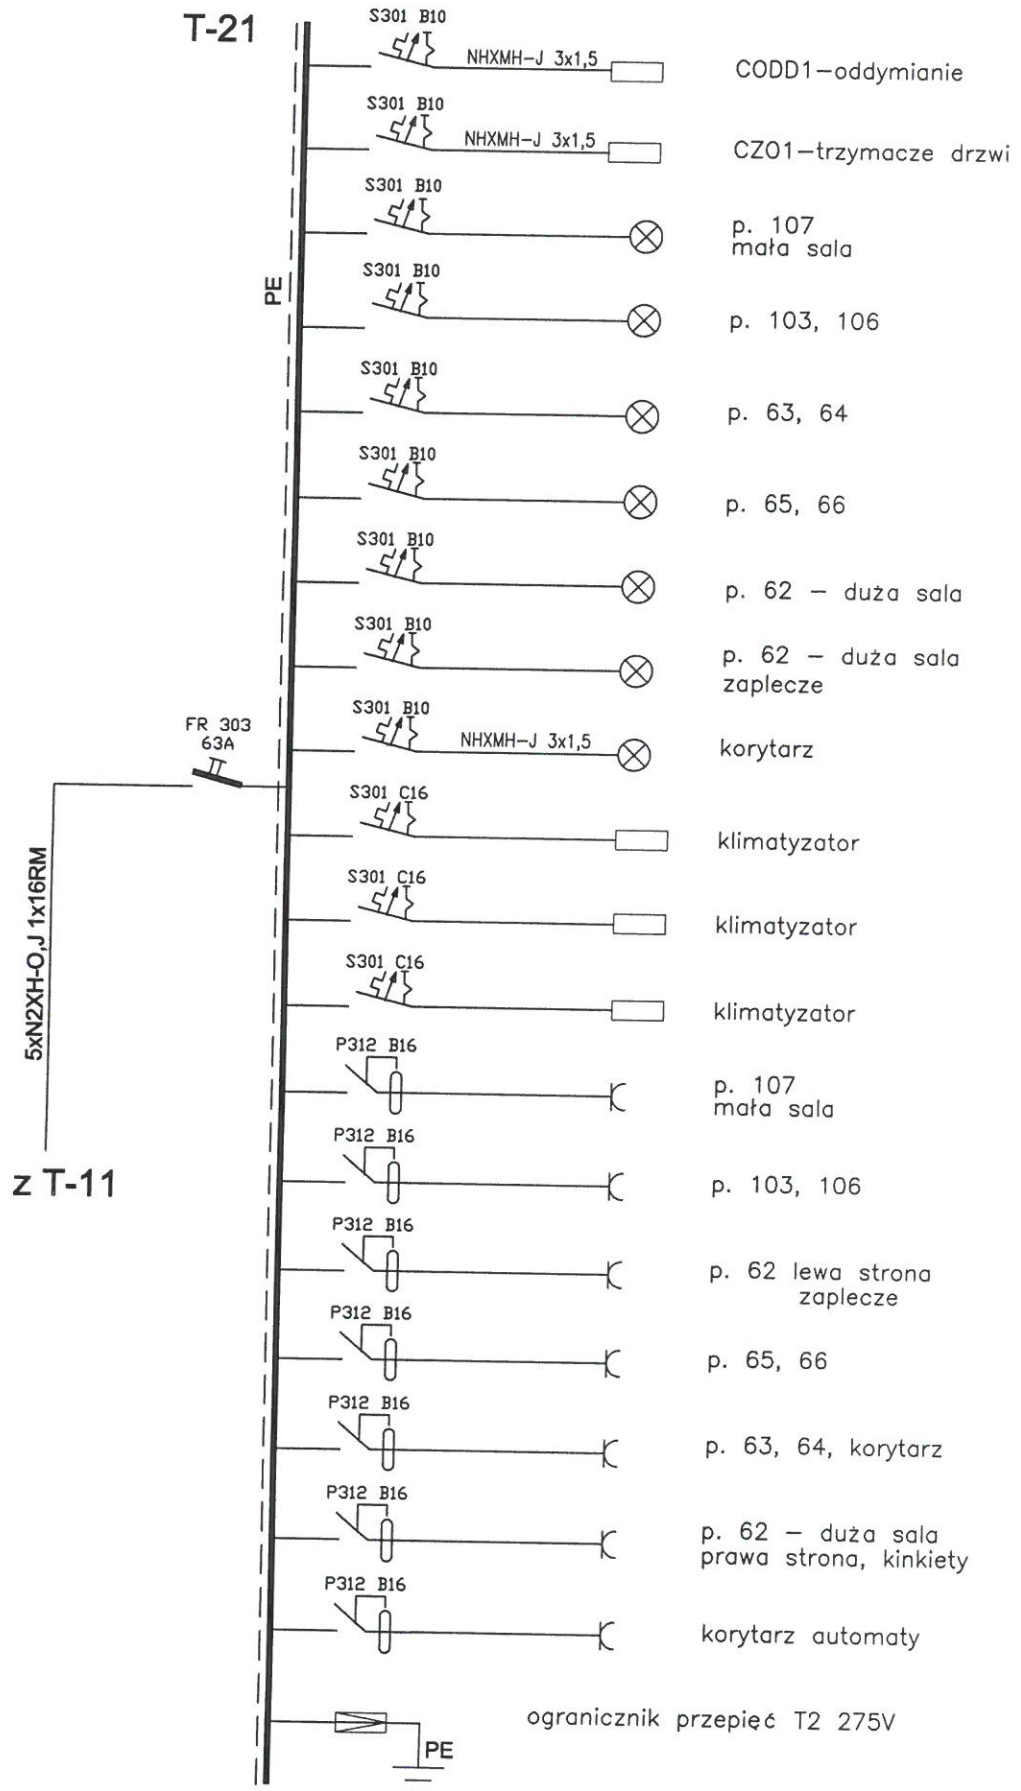 T-21
S301 B10
NHXMH-J 3x1,5
CODD1-oddymianie
S301 B10
NHXMH-J 3x1,5
CZO1-trzymacze drzwi
S301 B10
p. 107
mała sala
PE
S301 B10
p. 103, 106
S301 B10
p. 63, 64
S301 B10
p. 65, 66
S301 B10
p. 62 – duża sala
S301 B10
p. 62 – duża sala
zaplecze
S301 B10
NHXMH-J 3x1,5
korytarz
FR 303
63A
S301 C16
klimatyzator
S301 C16
klimatyzator
S301 C16
klimatyzator
5xN2XH-O,J 1x16RM
z T-11
P312 B16
p. 107
mała sala
P312 B16
p. 103, 106
P312 B16
p. 62 lewa strona
zaplecze
P312 B16
p. 65, 66
P312 B16
p. 63, 64, korytarz
P312 B16
p. 62 – duża sala
prawa strona, kinkiety
P312 B16
korytarz automaty
ogranicznik przepięć T2 275V
PE